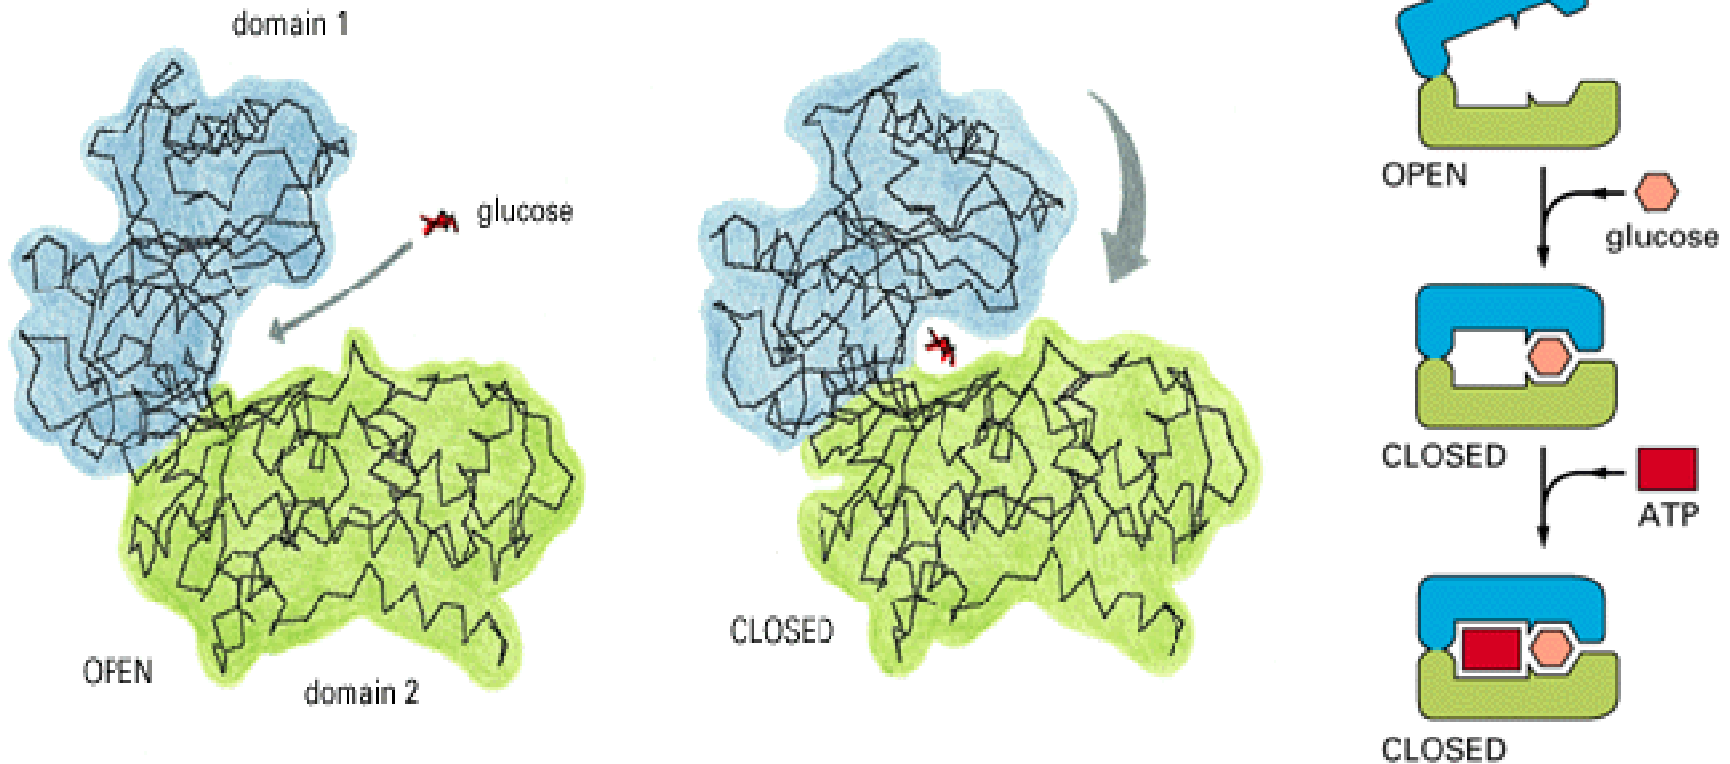 domain 1
glucose
OPEN
domain 2
CLOSED
OPEN
glucose
CLOSED
ATP
CLOSED